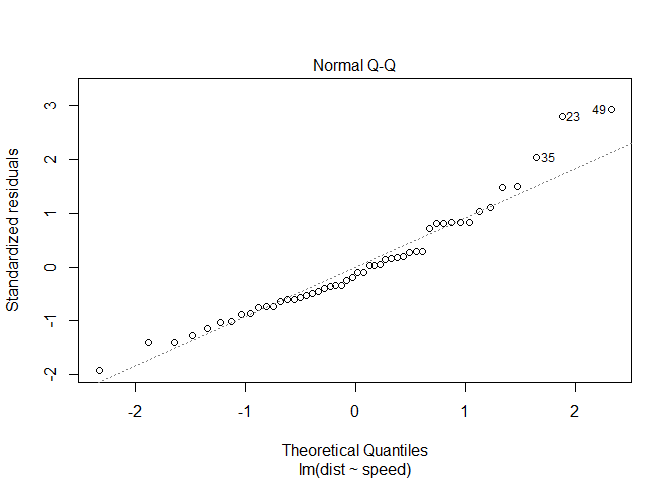 Normal Q-Q
Standardized residuals
3
2
1
0
-1
-2
49
23
35
-2 -1 0 1 2
Theoretical Quantiles
lm(dist ~ speed)